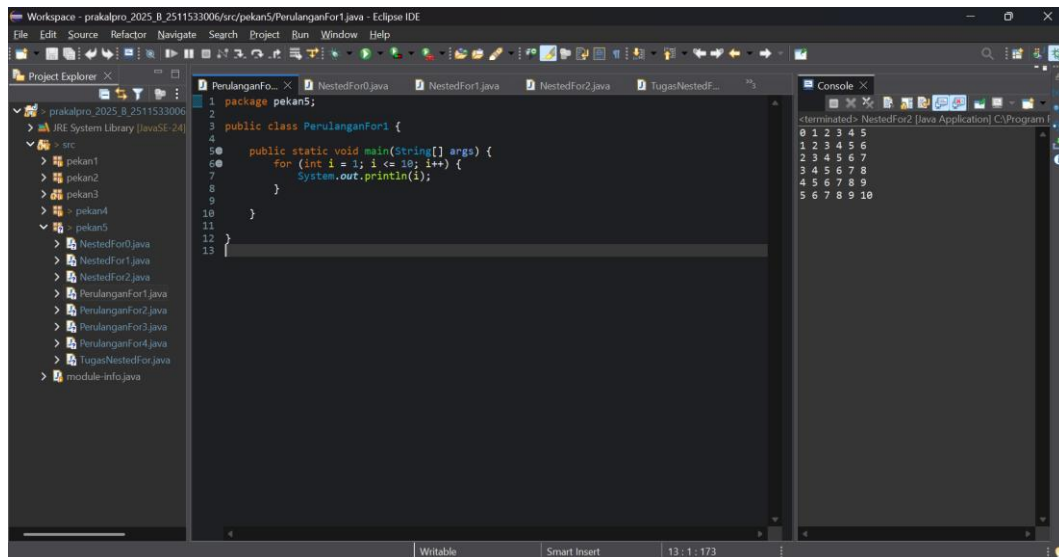 Workspace - prakalpro_2025_B_2511533006/src/pekan5/PerulanganFor1.java - Eclipse IDE
File Edit Source Refactor Navigate Search Project Run Window Help
Project Explorer
> prakalpro_2025_B_2511533006
JRE System Library [JavaSE-24]
> src
pekan1
pekan2
pekan3
> pekan4
> pekan5
NestedFor0.java
NestedFor1.java
NestedFor2.java
PerulanganFor1.java
PerulanganFor2.java
PerulanganFor3.java
PerulanganFor4.java
TugasNestedFor.java
module-info.java
PerulanganFo... NestedFor0.java NestedFor1.java NestedFor2.java TugasNestedF...
1 package pekan5;
2
3 public class PerulanganFor1 {
4
5 public static void main(String[] args) {
6 for (int i = 1; i <= 10; i++) {
7 System.out.println(i);
8 }
9
10 }
11
12 }
13
Console
<terminated> NestedFor2 [Java Application] C:\Program
0 1 2 3 4 5
1 2 3 4 5 6
2 3 4 5 6 7
3 4 5 6 7 8
4 5 6 7 8 9
5 6 7 8 9 10
Writable Smart Insert 13 : 1 : 173